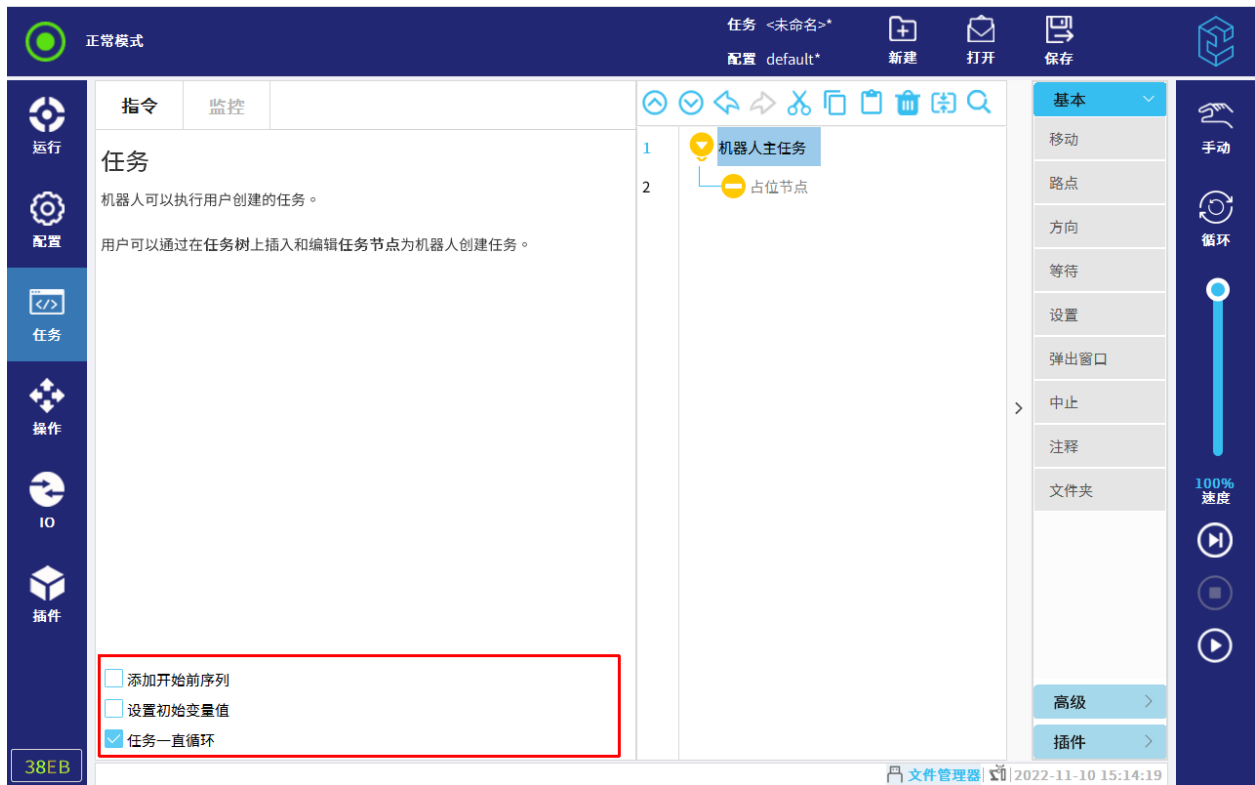 正常模式
任务 <未命名>*
配置 default*
新建
打开
保存
运行
配置
任务
操作
IO
插件
38EB
指令
监控
任务
机器人可以执行用户创建的任务。
用户可以通过在任务树上插入和编辑任务节点为机器人创建任务。
添加开始前序列
设置初始变量值
任务一直循环
1 机器人主任务
2 占位节点
基本
移动
路点
方向
等待
设置
弹出窗口
中止
注释
文件夹
高级
插件
手动
循环
100%
速度
文件管理器
2022-11-10 15:14:19